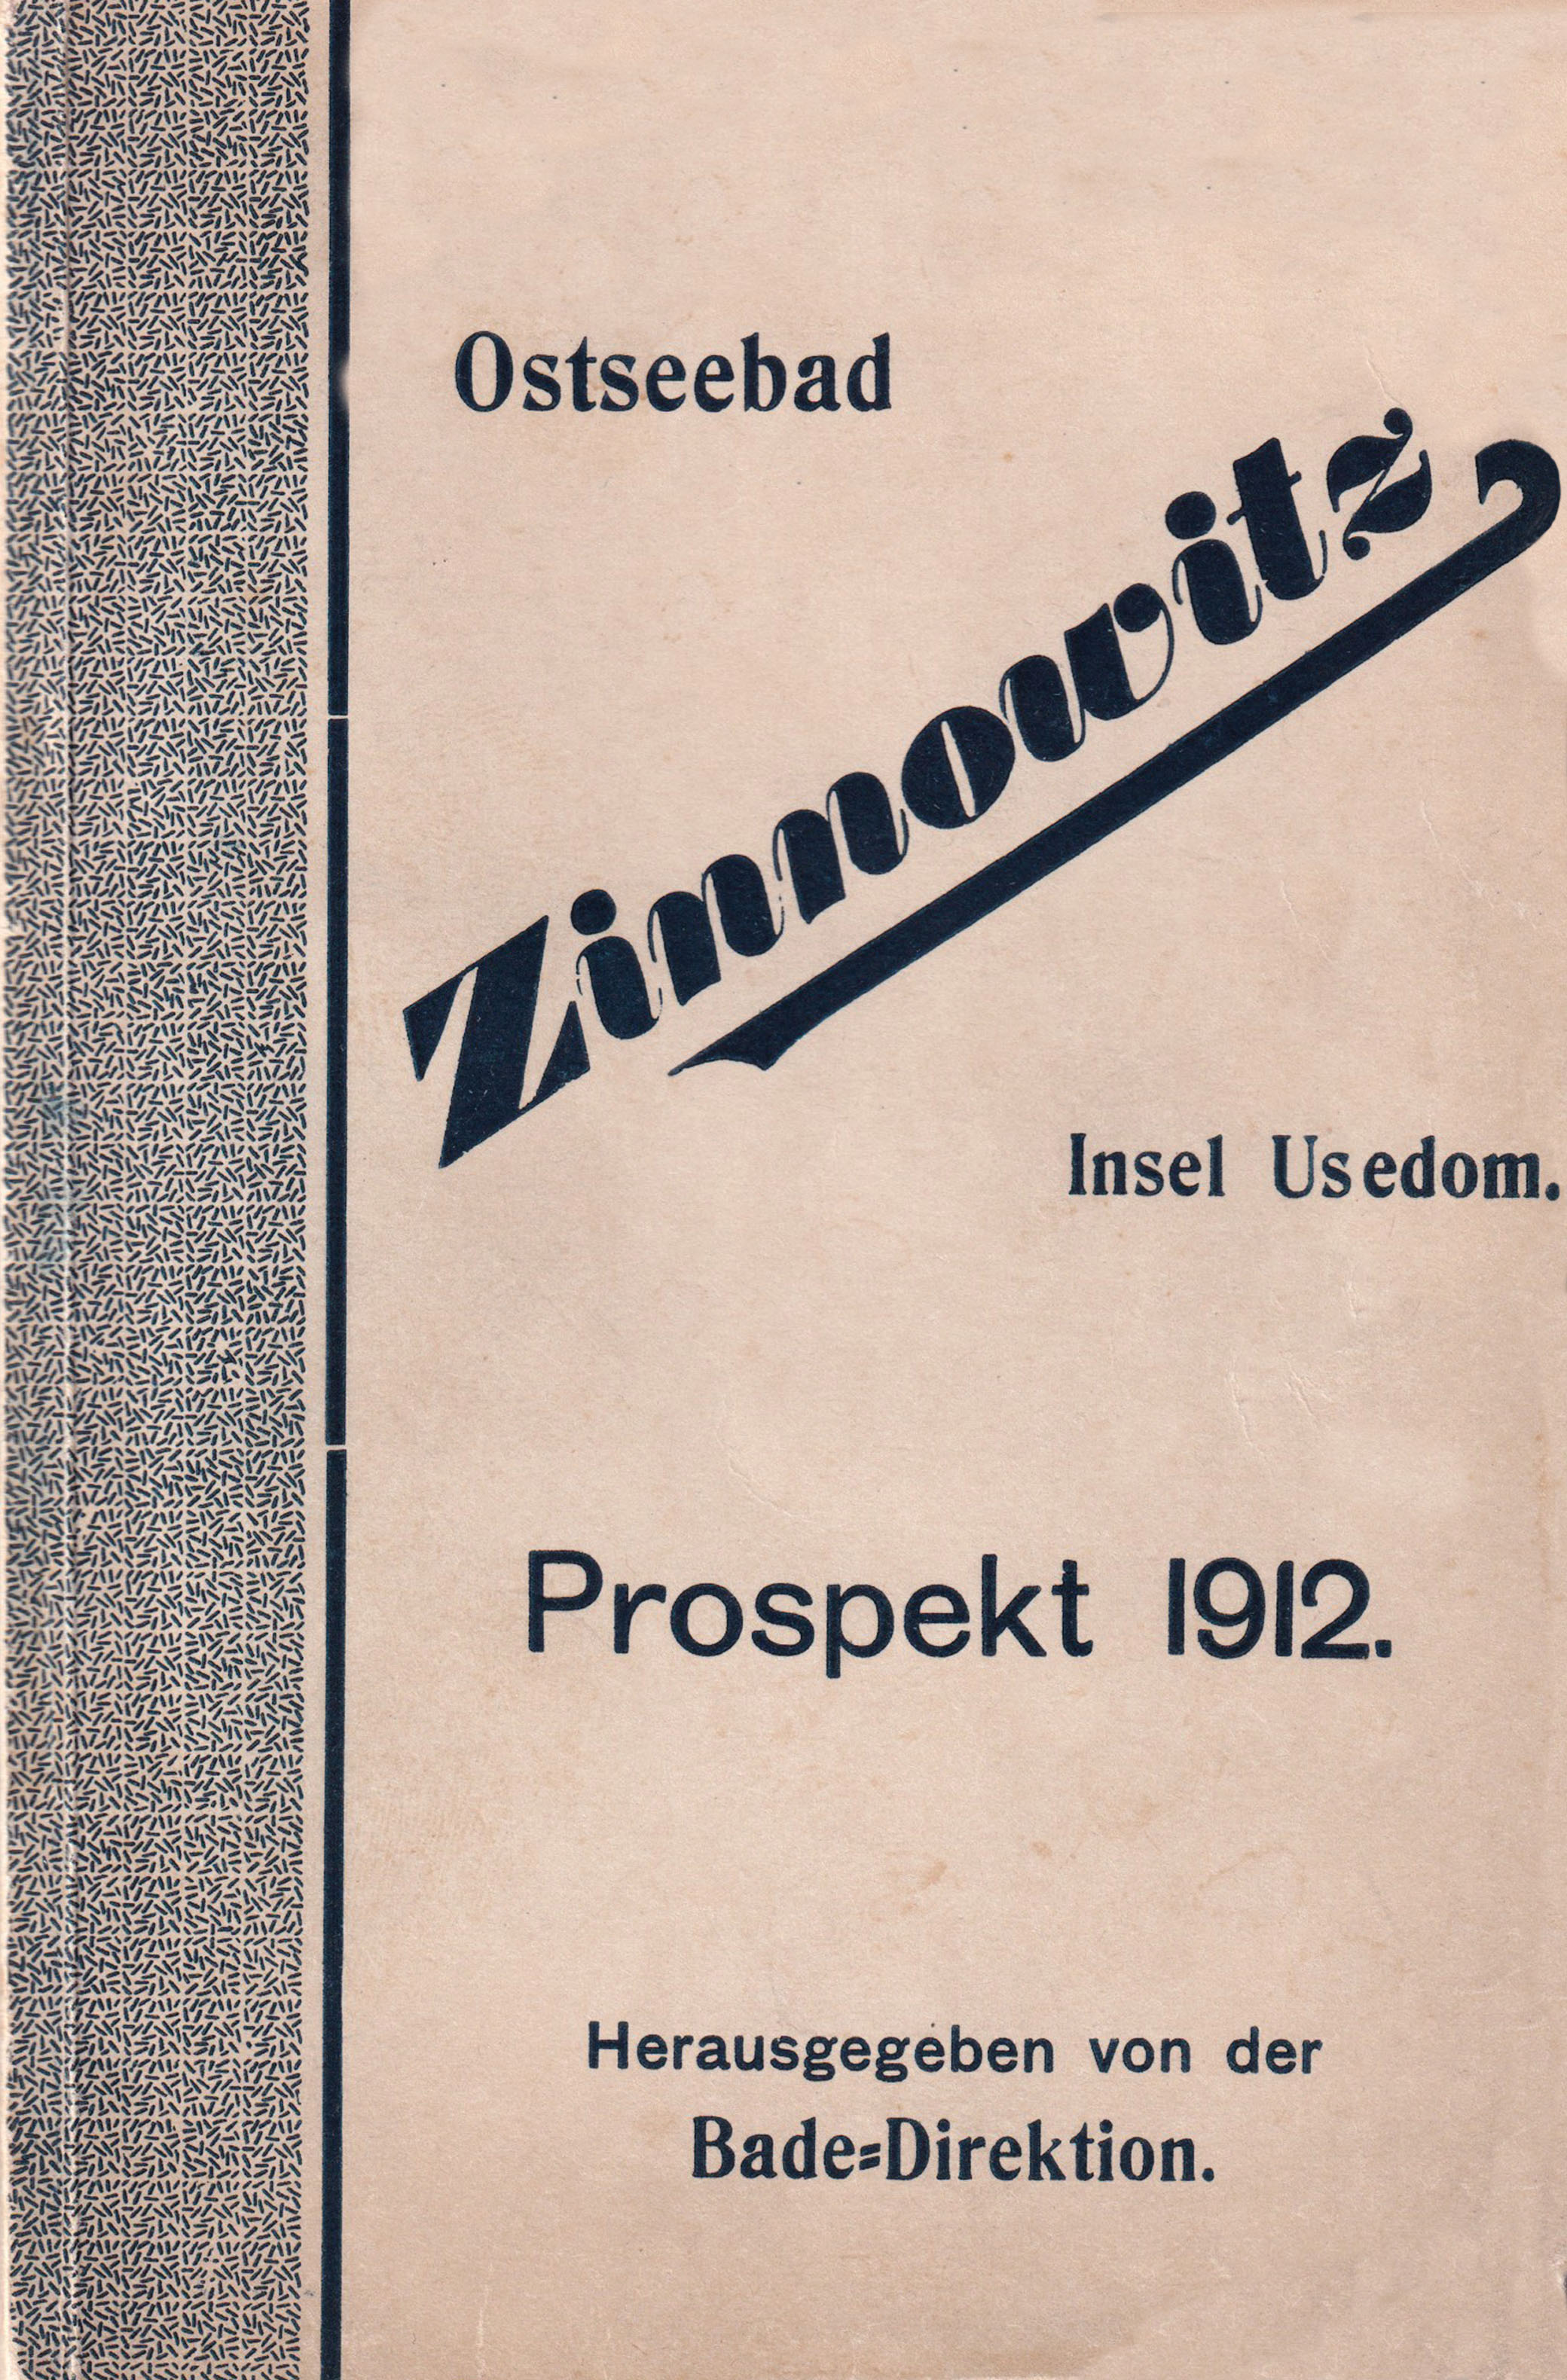 Ostseebad
Zinnowitz
Insel Usedom.
Prospekt 1912.
Herausgegeben von der
Bade=Direktion.